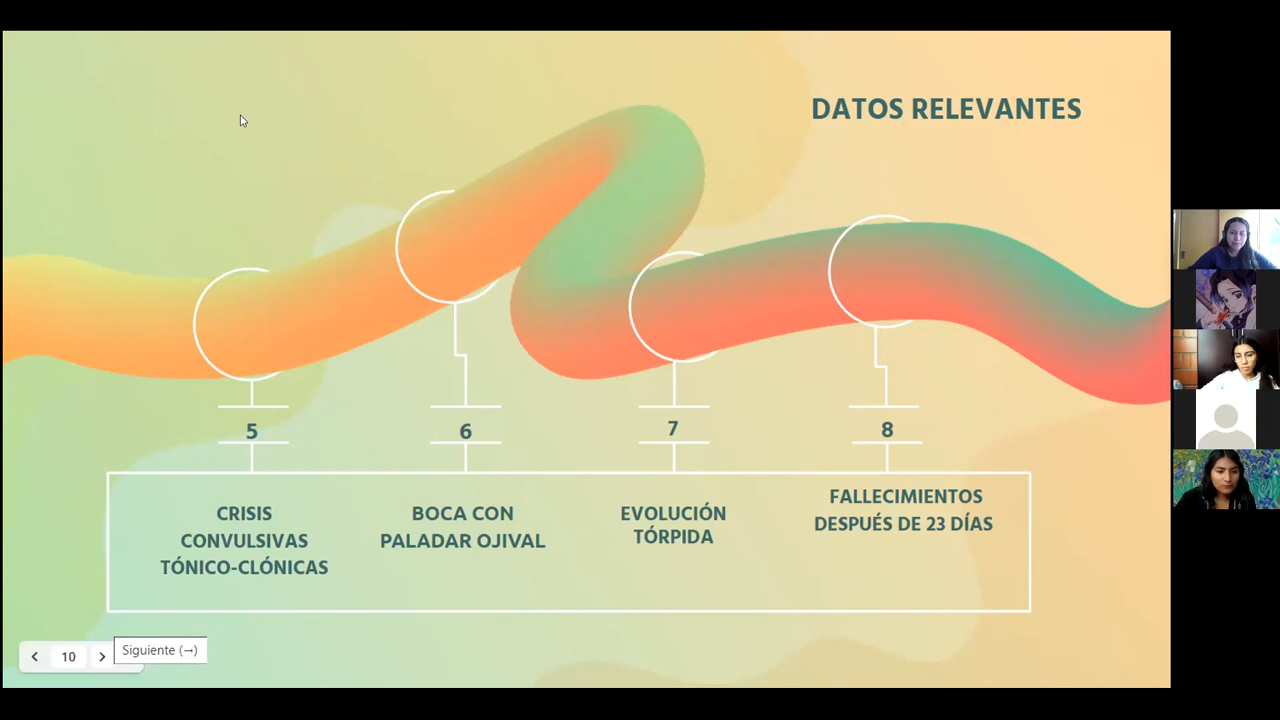 DATOS RELEVANTES
5
CRISIS
CONVULSIVAS
TÓNICO-CLÓNICAS
6
BOCA CON
PALADAR OJIVAL
7
EVOLUCIÓN
TÓRPIDA
8
FALLECIMIENTOS
DESPUÉS DE 23 DÍAS
10
Siguiente (→)